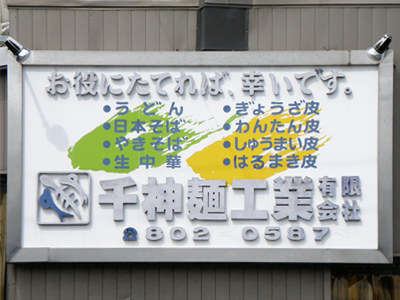 お役にたてれば、幸いです。
●うどん ●ぎょうざ皮
●日本そば ●わんたん皮
●やきそば ●しゅうまい皮
●生中華 ●はるまき皮
千神麺工業有限会社
☎802 0587